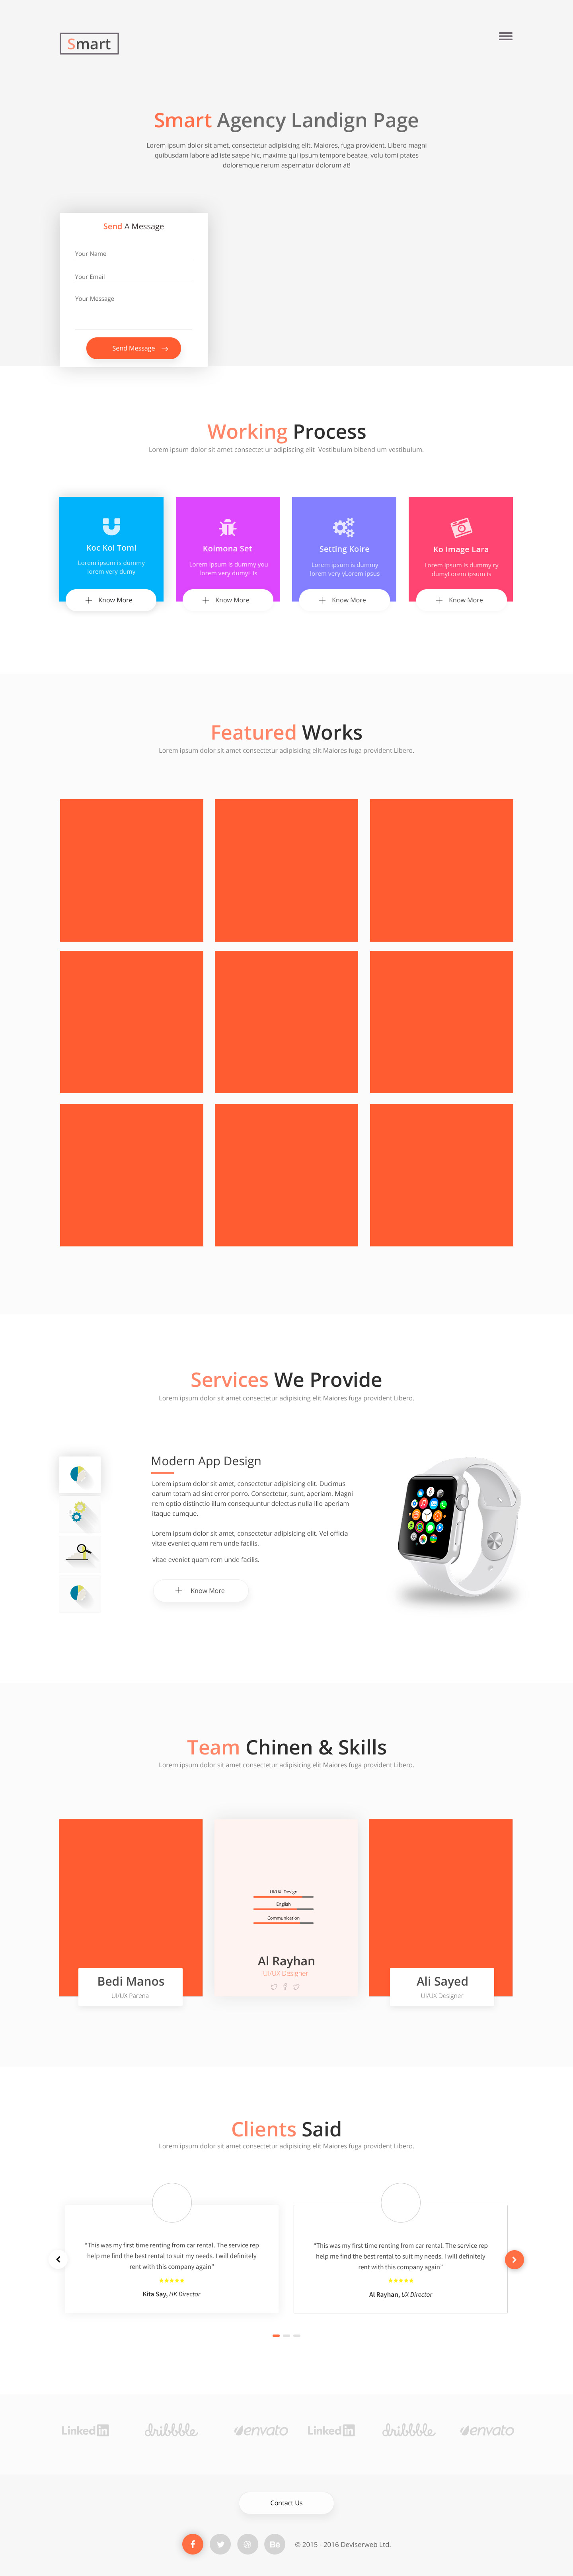 Smart
Smart Agency Landign Page
Lorem ipsum dolor sit amet, consectetur adipisicing elit. Maiores, fuga provident. Libero magni
quibusdam labore ad iste saepe hic, maxime qui ipsum tempore beatae, volu tomi ptates
doloremque rerum aspernatur dolorum at!
Send A Message
Your Name
Your Email
Your Message
Send Message
Working Process
Lorem ipsum dolor sit amet consectet ur adipiscing elit Vestibulum bibend um vestibulum.
Koc Koi Tomi
Lorem ipsum is dummy
lorem very dumy
Know More
Koimona Set
Lorem ipsum is dummy you
lorem very dumyL is
Know More
Setting Koire
Lorem ipsum is dummy
lorem very yLorem ipsus
Know More
Ko Image Lara
Lorem ipsum is dummy ry
dumyLorem ipsum is
Know More
Featured Works
Lorem ipsum dolor sit amet consectetur adipisicing elit Maiores fuga provident Libero.
Services We Provide
Lorem ipsum dolor sit amet consectetur adipisicing elit Maiores fuga provident Libero.
Modern App Design
Lorem ipsum dolor sit amet, consectetur adipisicing elit. Ducimus
earum totam ad sint error porro. Consectetur, sunt, aperiam. Magni
rem optio distinctio illum consequuntur delectus nulla illo aperiam
itaque cumque.
Lorem ipsum dolor sit amet, consectetur adipisicing elit. Vel officia
vitae eveniet quam rem unde facilis.
vitae eveniet quam rem unde facilis.
Know More
Team Chinen & Skills
Lorem ipsum dolor sit amet consectetur adipisicing elit Maiores fuga provident Libero.
Bedi Manos
UI/UX Parena
UI/UX Design
English
Communication
Al Rayhan
UI/UX Designer
Ali Sayed
UI/UX Designer
Clients Said
Lorem ipsum dolor sit amet consectetur adipisicing elit Maiores fuga provident Libero.
"This was my first time renting from car rental. The service rep
help me find the best rental to suit my needs. I will definitely
rent with this company again"
Kita Say, HK Director
"This was my first time renting from car rental. The service rep
help me find the best rental to suit my needs. I will definitely
rent with this company again"
Al Rayhan, UX Director
Linked in
dribbble
envato
Linked in
dribbble
envato
Contact Us
f
Bē
© 2015 - 2016 Deviserweb Ltd.